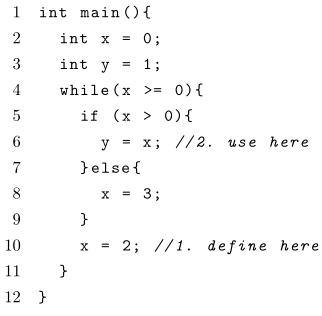 1 int main(){
2   int x = 0;
3   int y = 1;
4   while(x >= 0){
5     if (x > 0){
6       y = x; //2. use here
7     }else{
8       x = 3;
9     }
10     x = 2; //1. define here
11   }
12 }